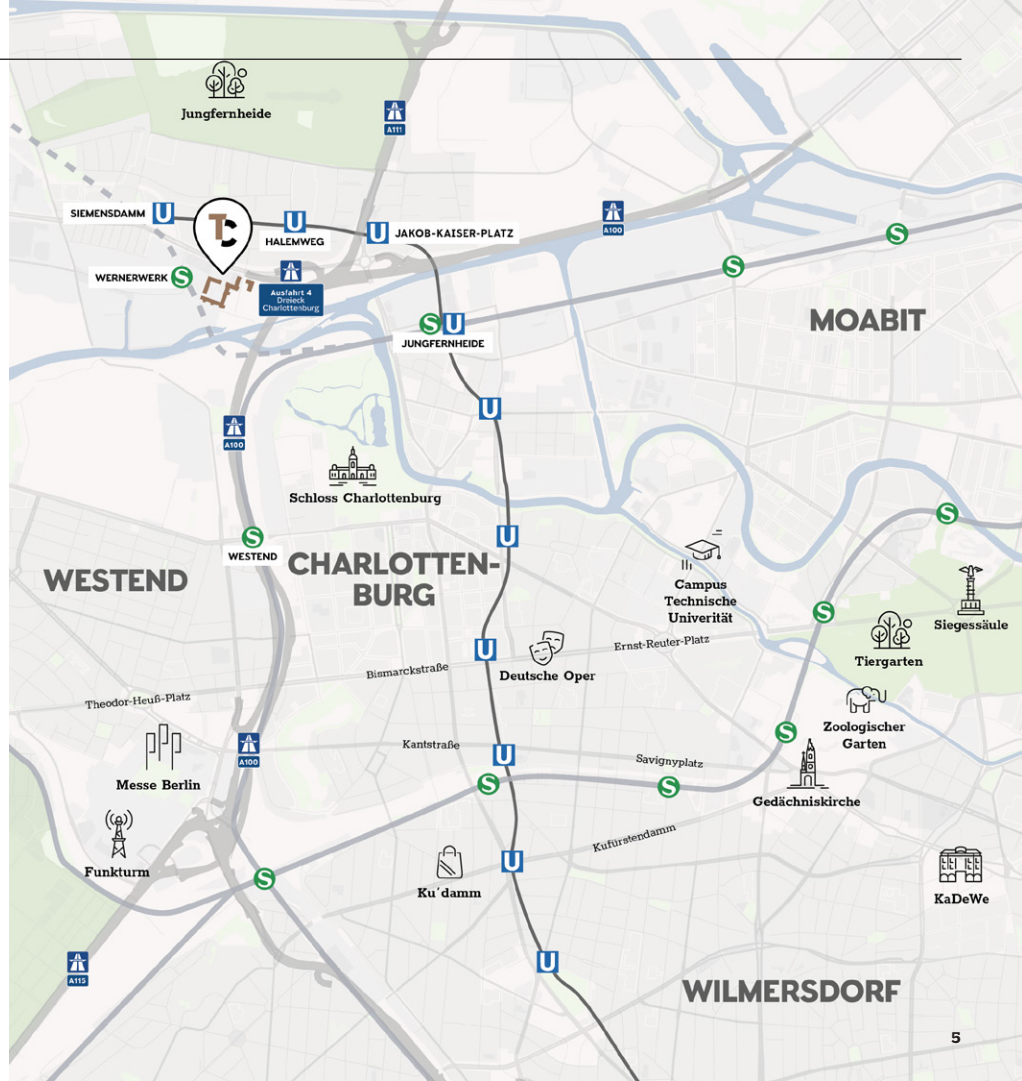 Jungfernheide
A111
SIEMENSDAMM
U
TC
U
HALEMWEG
U
JAKOB-KAISER-PLATZ
A100
S
S
WERNERWERK
S
Ausfahrt 4
Dreieck
Charlottenburg
S
U
JUNGFERNHEIDE
MOABIT
U
A100
Schloss Charlottenburg
S
WESTEND
U
S
WESTEND
CHARLOTTEN-
BURG
Campus
Technische
Univerität
S
Siegessäule
Tiergarten
U
Deutsche Oper
Ernst-Reuter-Platz
Bismarckstraße
Theodor-Heuß-Platz
Zoologischer
Garten
A100
Messe Berlin
Kantstraße
U
S
Savignyplatz
S
S
Gedächniskirche
Funkturm
Kufürstendamm
U
Ku´damm
S
KaDeWe
A115
U
WILMERSDORF
5